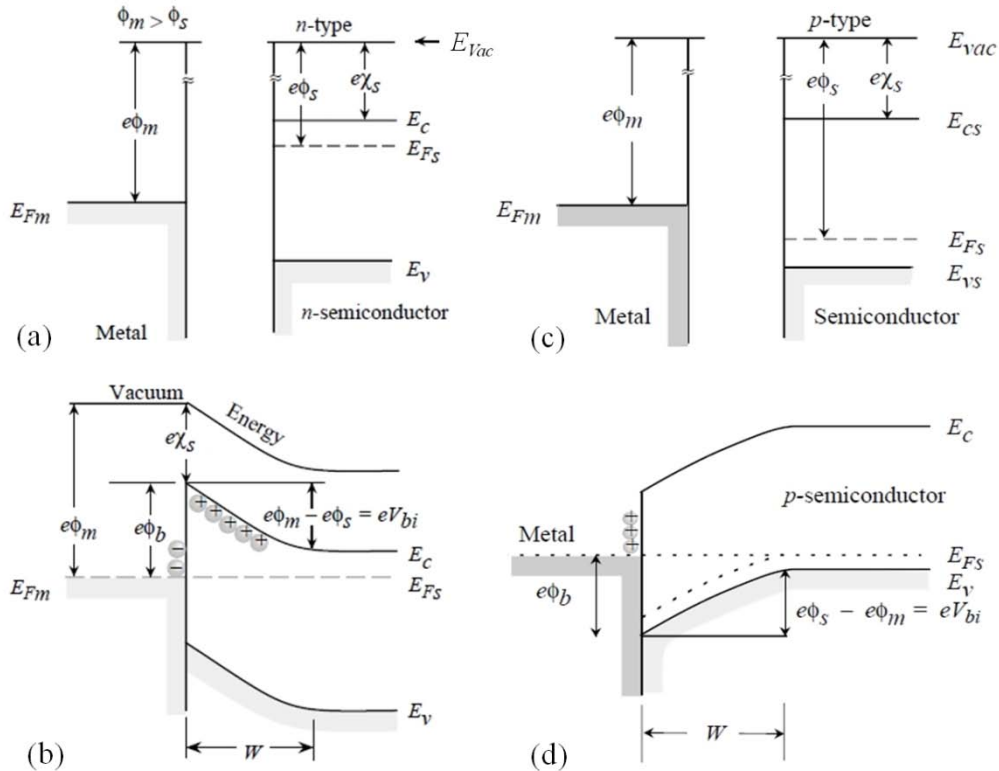 ϕm > ϕs
n-type
EVac
eϕs
eχs
eϕm
Ec
EFs
EFm
Ev
n-semiconductor
Metal
(a)
p-type
Evac
eϕs
eχs
eϕm
Ecs
EFm
EFs
Evs
Metal
Semiconductor
(c)
Vacuum
Energy
eχs
eϕm
eϕb
eϕm – eϕs = eVbi
+ + + + +
Ec
− −
EFm
EFs
Ev
W
(b)
Ec
p-semiconductor
+ + +
Metal
EFs
Ev
eϕb
eϕs – eϕm = eVbi
W
(d)